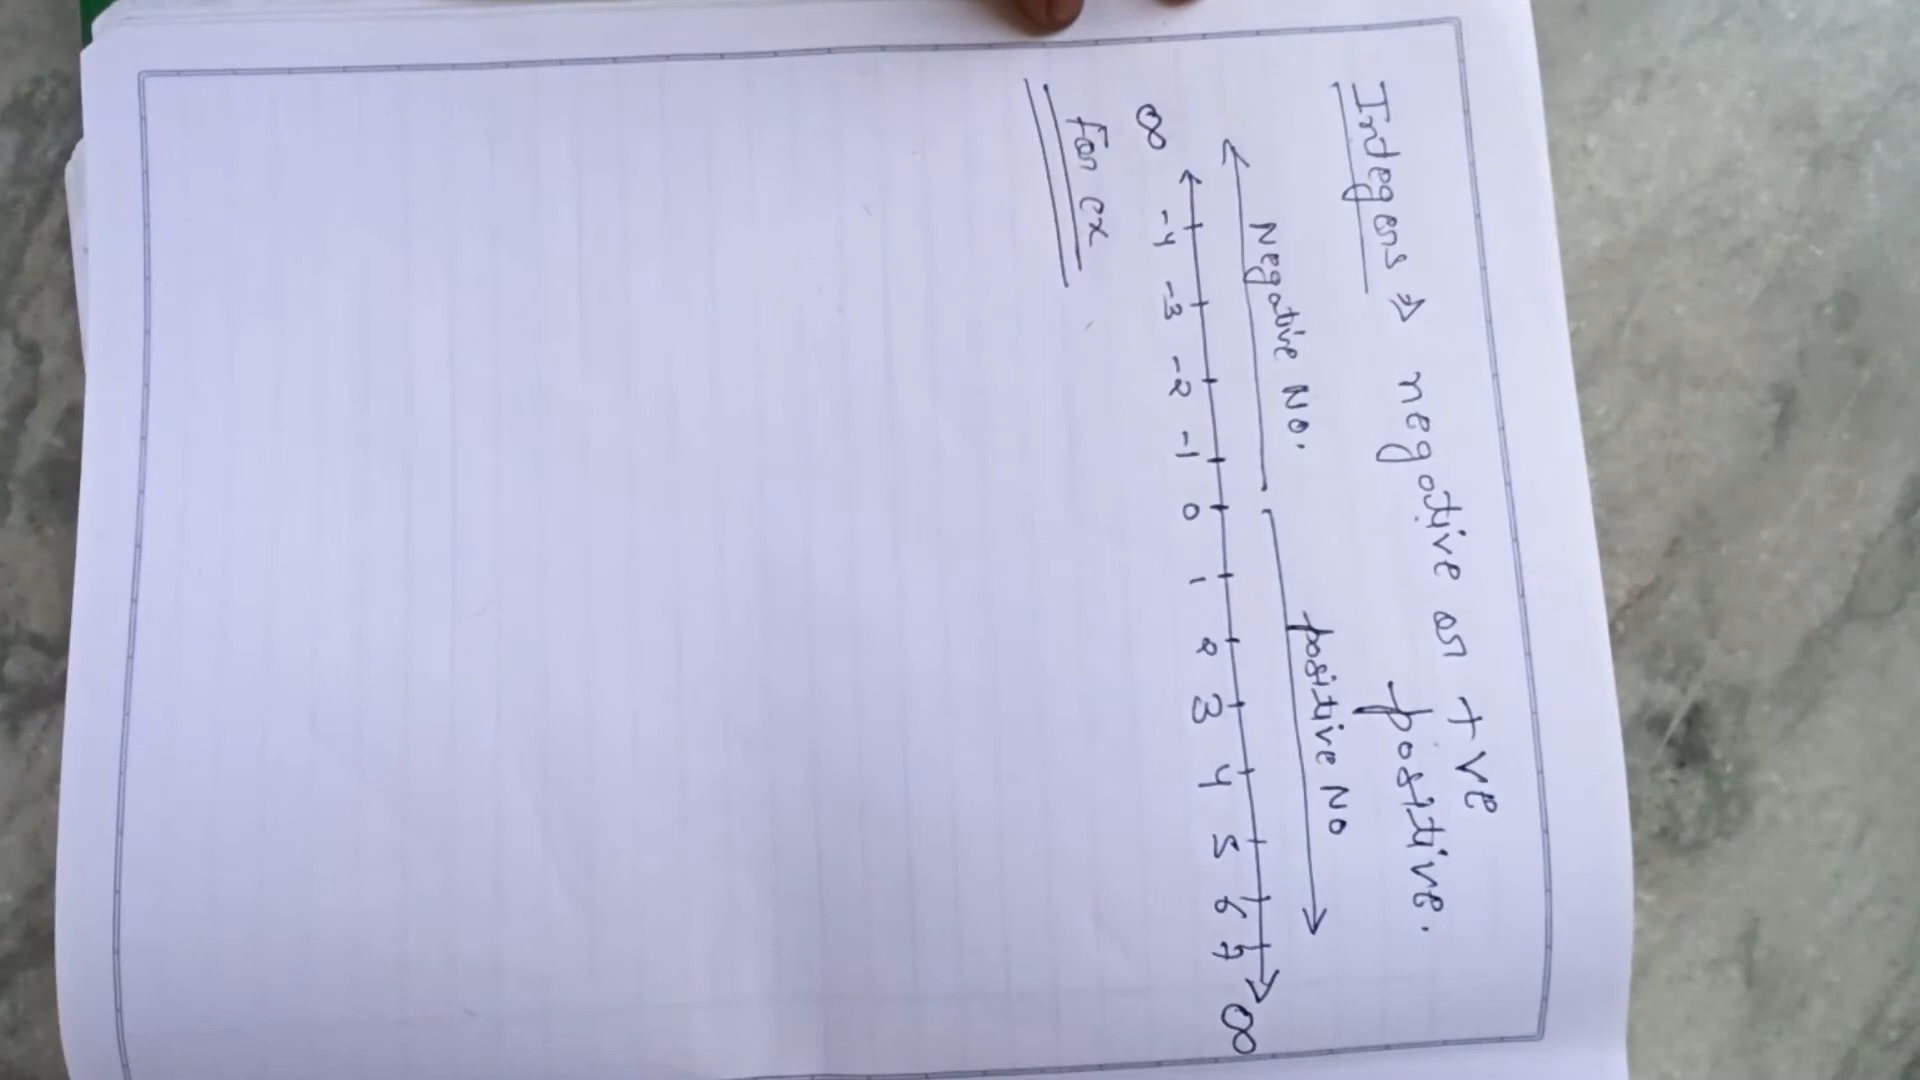 Integers ⇒ negative or +ve
positive.
Negative No. positive No
∞ -4 -3 -2 -1 0 1 2 3 4 5 6 7 ∞
For ex